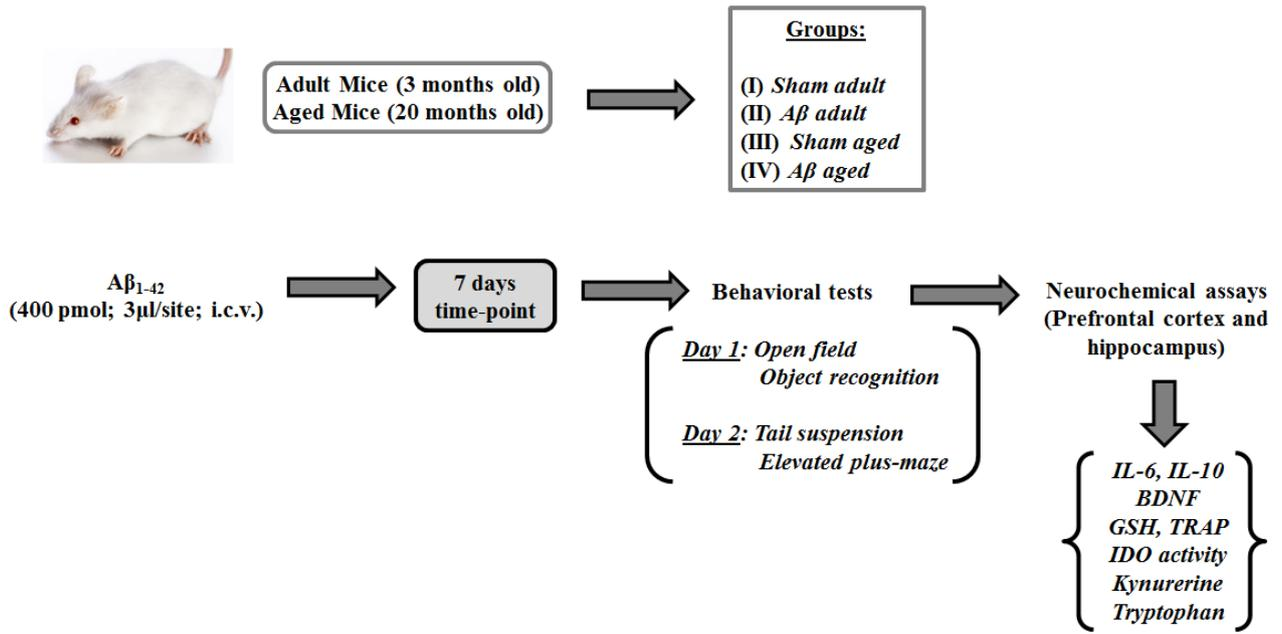 Adult Mice (3 months old)
Aged Mice (20 months old)
Groups:
(I) Sham adult
(II) Aβ adult
(III) Sham aged
(IV) Aβ aged
Aβ1-42
(400 pmol; 3μl/site; i.c.v.)
7 days
time-point
Behavioral tests
Day 1: Open field
Object recognition
Day 2: Tail suspension
Elevated plus-maze
Neurochemical assays
(Prefrontal cortex and
hippocampus)
IL-6, IL-10
BDNF
GSH, TRAP
IDO activity
Kynurerine
Tryptophan